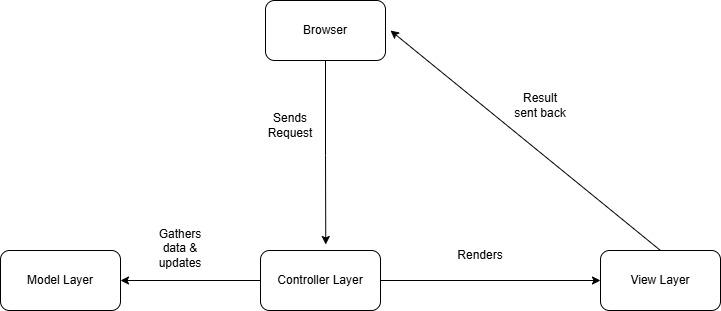 Browser
Sends
Request
Result
sent back
Gathers
data &
updates
Renders
Model Layer
Controller Layer
View Layer